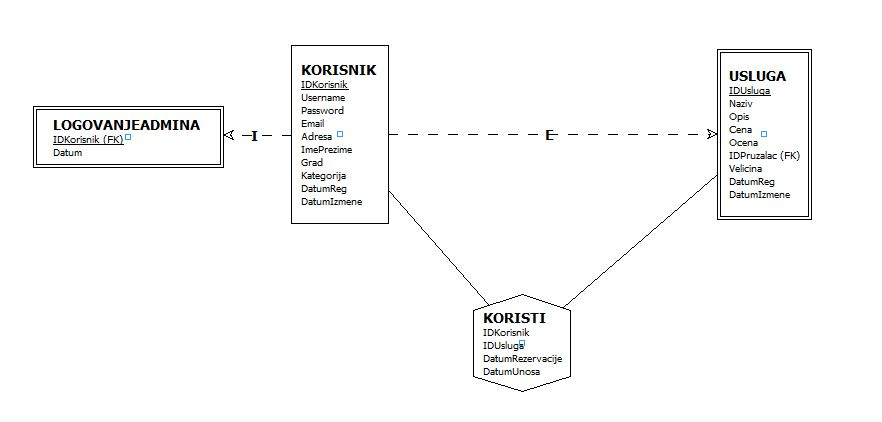 LOGOVANJEADMINA
IDKorisnik (FK)
Datum
I
KORISNIK
IDKorisnik
Username
Password
Email
Adresa
ImePrezime
Grad
Kategorija
DatumReg
DatumIzmene
E
USLUGA
IDUsluga
Naziv
Opis
Cena
Ocena
IDPruzalac (FK)
Velicina
DatumReg
DatumIzmene
KORISTI
IDKorisnik
IDUsluga
DatumRezervacije
DatumUnosa